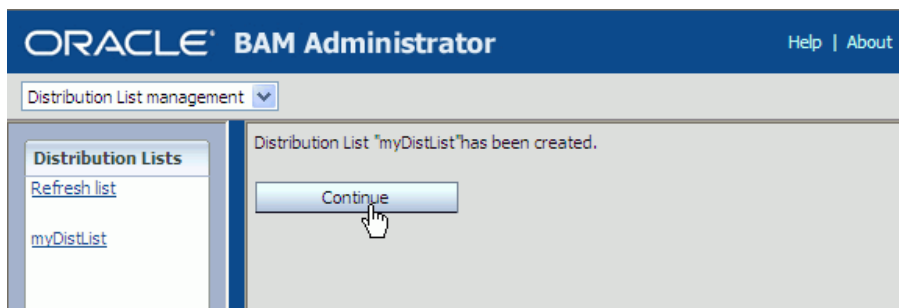 ORACLE BAM Administrator
Help | About
Distribution List management
Distribution Lists
Refresh list
myDistList
Distribution List "myDistList"has been created.
Continue